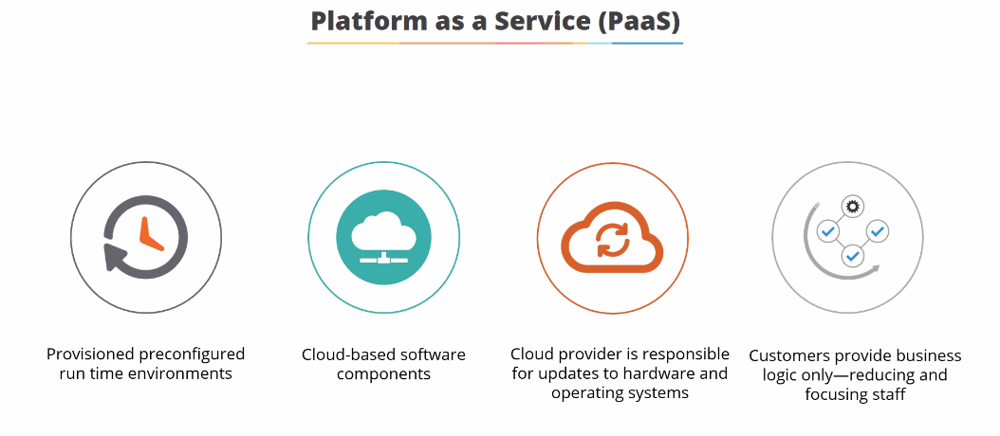 Platform as a Service (PaaS)
Provisioned preconfigured
run time environments
Cloud-based software
components
Cloud provider is responsible
for updates to hardware and
operating systems
Customers provide business
logic only—reducing and
focusing staff